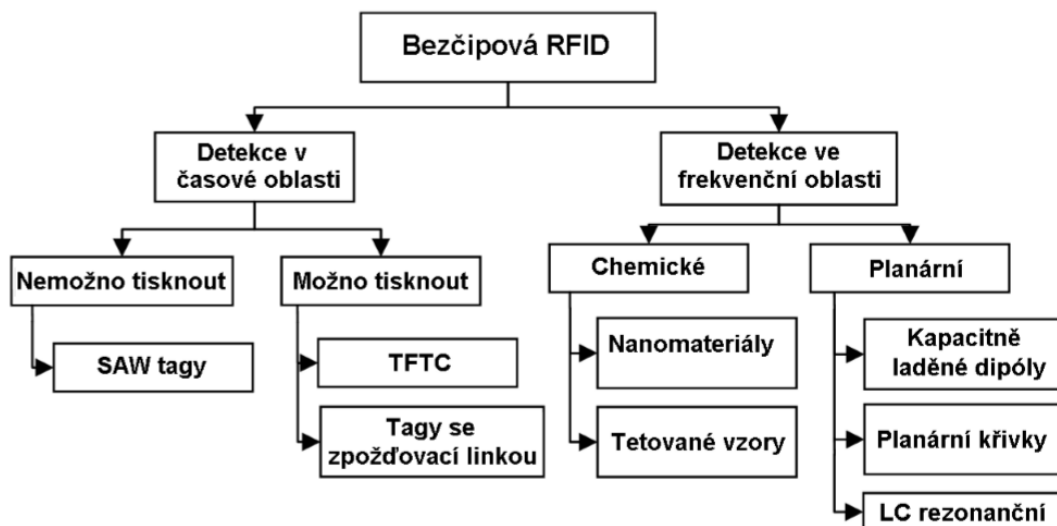 Bezčipová RFID
Detekce v
časové oblasti
Detekce ve
frekvenční oblasti
Nemožno tisknout
Možno tisknout
Chemické
Planární
SAW tagy
TFTC
Tagy se
zpožďovací linkou
Nanomateriály
Tetované vzory
Kapacitně
laděné dipóly
Planární křivky
LC rezonanční